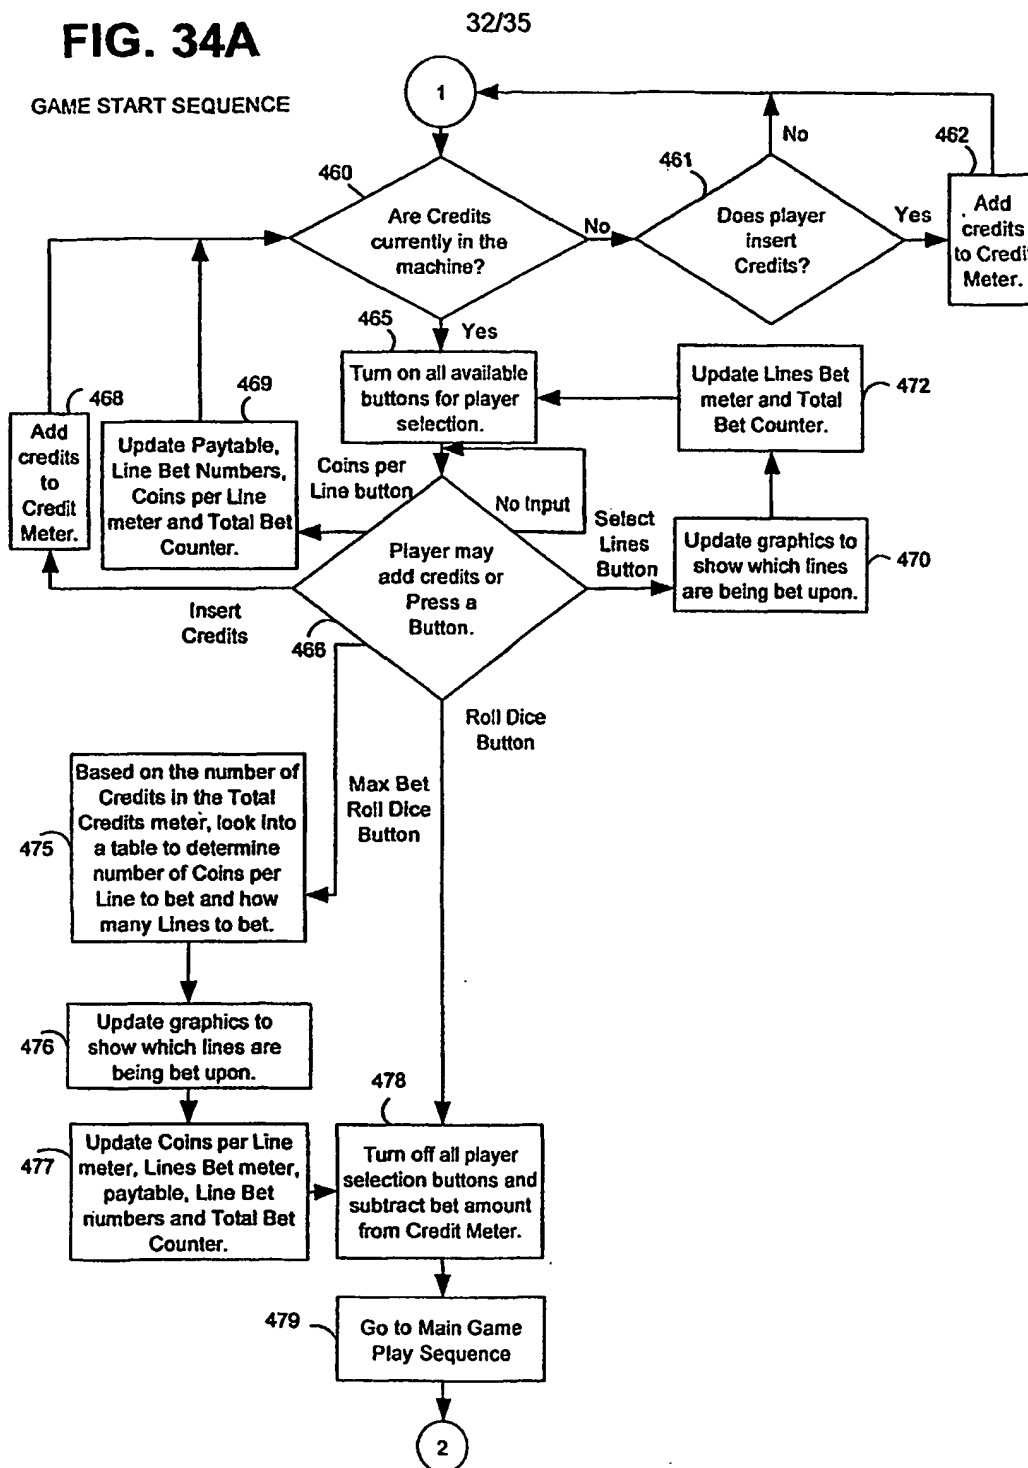 32/35
FIG. 34A
GAME START SEQUENCE
1
460
Are Credits
currently in the
machine?
No
461
Does player
insert
Credits?
No
Yes
462
Add
credits
to Credit
Meter.
Yes
465
Turn on all available
buttons for player
selection.
Update Lines Bet
meter and Total
Bet Counter.
472
468
Add
credits
to
Credit
Meter.
469
Update Paytable,
Line Bet Numbers,
Coins per Line
meter and Total Bet
Counter.
Coins per
Line button
No Input
Select
Lines
Button
Update graphics to
show which lines
are being bet upon.
470
Player may
add credits or
Press a
Button.
Insert
Credits
466
Roll Dice
Button
Max Bet
Roll Dice
Button
475
Based on the number of
Credits in the Total
Credits meter, look into
a table to determine
number of Coins per
Line to bet and how
many Lines to bet.
476
Update graphics to
show which lines are
being bet upon.
477
Update Coins per Line
meter, Lines Bet meter,
paytable, Line Bet
numbers and Total Bet
Counter.
478
Turn off all player
selection buttons and
subtract bet amount
from Credit Meter.
479
Go to Main Game
Play Sequence
2